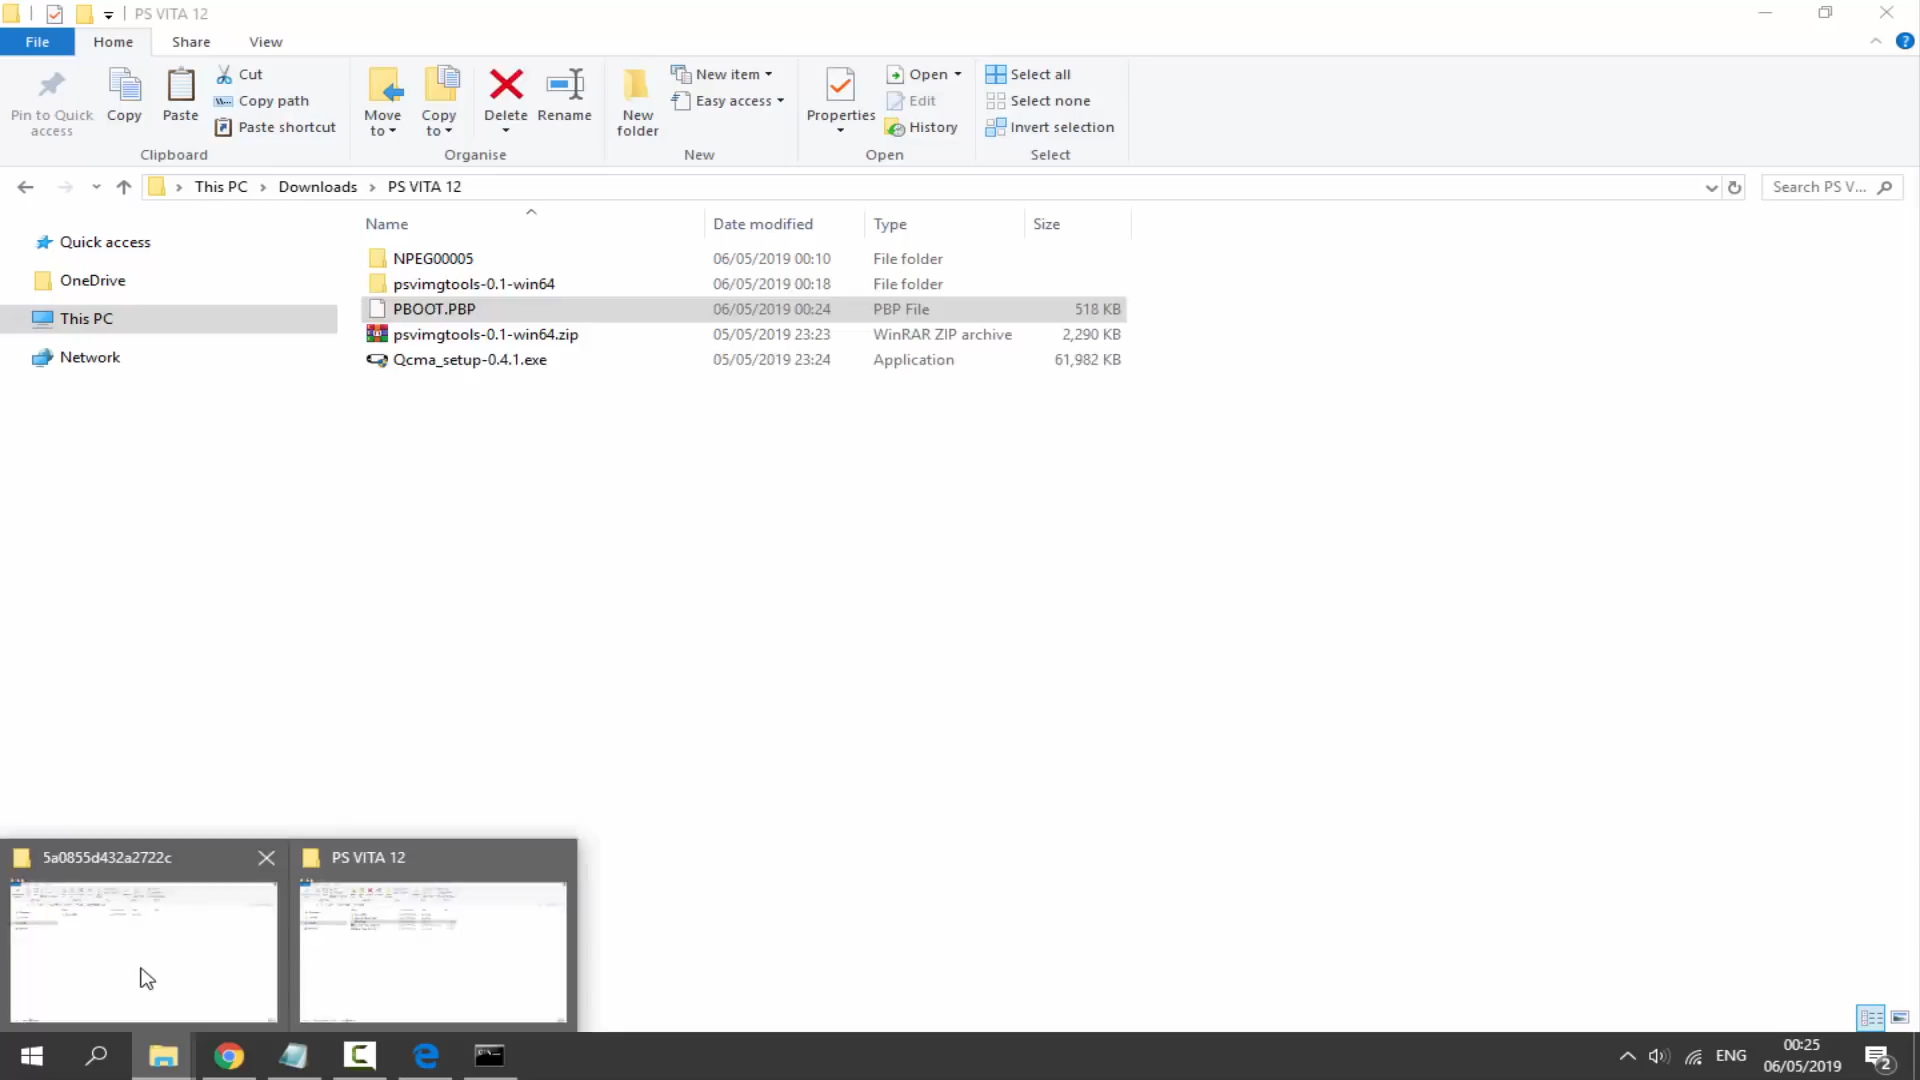 PS VITA 12
File Home Share View
Pin to Quick access
Copy
Paste
Cut
Copy path
Paste shortcut
Clipboard
Move to
Copy to
Delete
Rename
Organise
New folder
New item
Easy access
New
Properties
Open
Edit
History
Open
Select all
Select none
Invert selection
Select
This PC Downloads PS VITA 12
Search PS V...
Quick access
OneDrive
This PC
Network
Name Date modified Type Size
NPEG00005 06/05/2019 00:10 File folder
psvimgtools-0.1-win64 06/05/2019 00:18 File folder
PBOOT.PBP 06/05/2019 00:24 PBP File 518 KB
psvimgtools-0.1-win64.zip 05/05/2019 23:23 WinRAR ZIP archive 2,290 KB
Qcma_setup-0.4.1.exe 05/05/2019 23:24 Application 61,982 KB
5a0855d432a2722c
PS VITA 12
ENG
00:25
06/05/2019
2